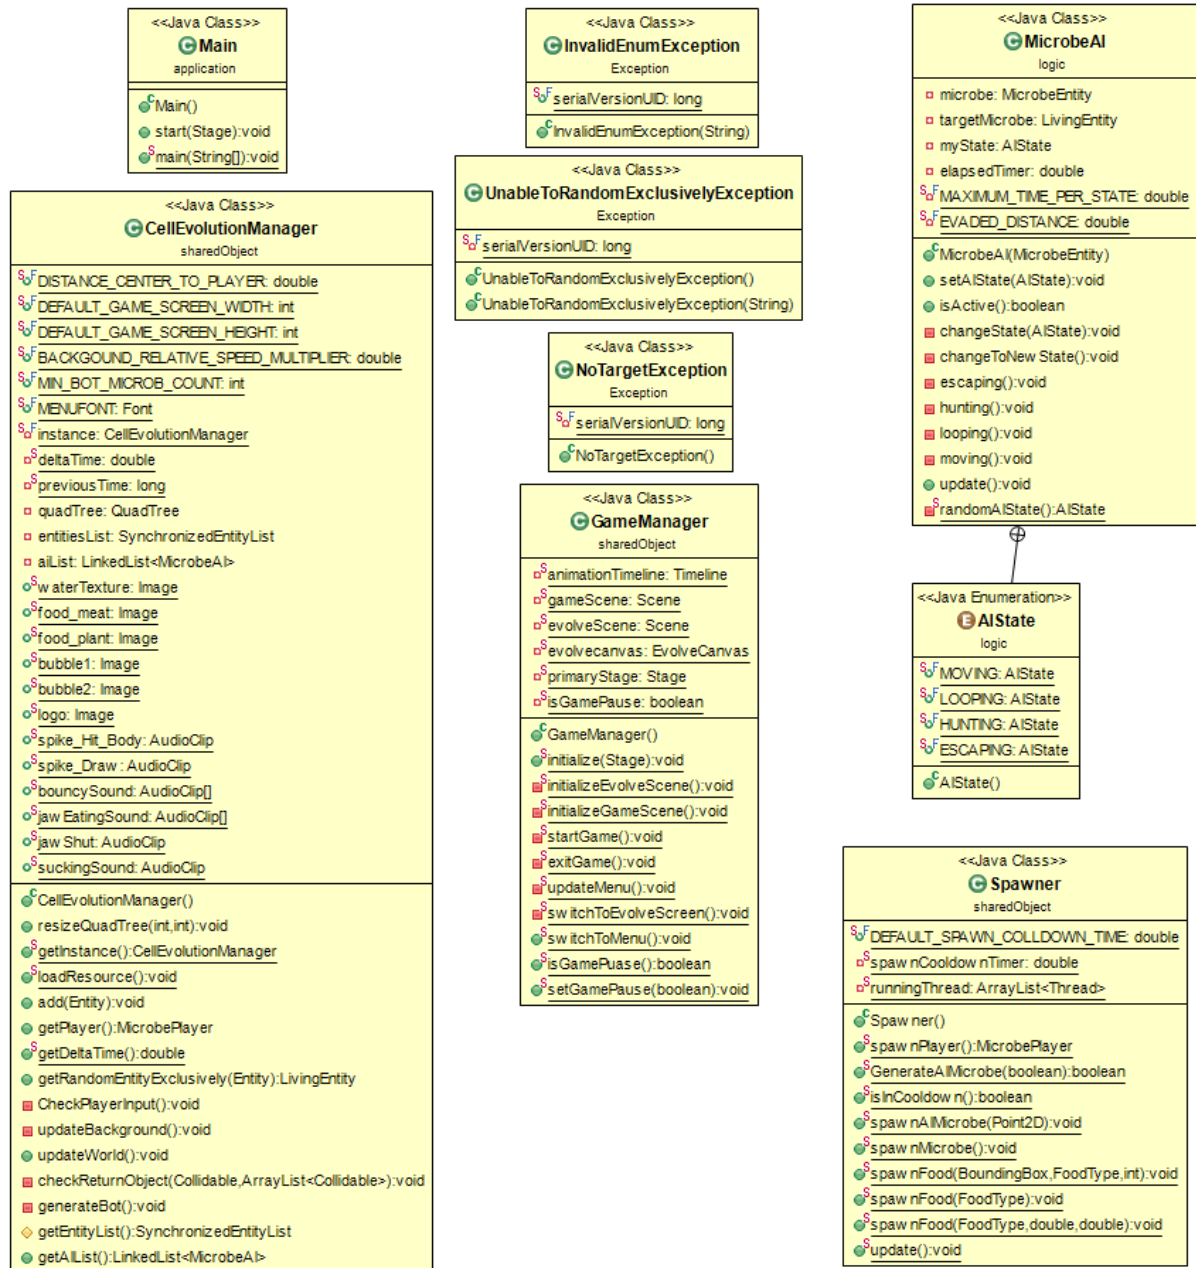 <<Java Class>>
Main
application
Main()
start(Stage):void
main(String[]):void
<<Java Class>>
CellEvolutionManager
sharedObject
DISTANCE_CENTER_TO_PLAYER: double
DEFAULT_GAME_SCREEN_WIDTH: int
DEFAULT_GAME_SCREEN_HEIGHT: int
BACKGOUND_RELATIVE_SPEED_MULTIPLIER: double
MIN_BOT_MICROB_COUNT: int
MENUFONT: Font
instance: CellEvolutionManager
deltaTime: double
previousTime: long
quadTree: QuadTree
entitiesList: SynchronizedEntityList
aiList: LinkedList<MicrobeAI>
waterTexture: Image
food_meat: Image
food_plant: Image
bubble1: Image
bubble2: Image
logo: Image
spike_Hit_Body: AudioClip
spike_Draw: AudioClip
bouncySound: AudioClip[]
jawEatingSound: AudioClip[]
jawShut: AudioClip
suckingSound: AudioClip
CellEvolutionManager()
resizeQuadTree(int,int):void
getInstance():CellEvolutionManager
loadResource():void
add(Entity):void
getPlayer():MicrobePlayer
getDeltaTime():double
getRandomEntityExclusively(Entity):LivingEntity
CheckPlayerInput():void
updateBackground():void
updateWorld():void
checkReturnObject(Collidable,ArrayList<Collidable>):void
generateBot():void
getEntityList():SynchronizedEntityList
getAIList():LinkedList<MicrobeAI>
<<Java Class>>
InvalidEnumException
Exception
serialVersionUID: long
InvalidEnumException(String)
<<Java Class>>
UnableToRandomExclusivelyException
Exception
serialVersionUID: long
UnableToRandomExclusivelyException()
UnableToRandomExclusivelyException(String)
<<Java Class>>
NoTargetException
Exception
serialVersionUID: long
NoTargetException()
<<Java Class>>
GameManager
sharedObject
animationTimeline: Timeline
gameScene: Scene
evolveScene: Scene
evolvecanvas: EvolveCanvas
primaryStage: Stage
isGamePause: boolean
GameManager()
initialize(Stage):void
initializeEvolveScene():void
initializeGameScene():void
startGame():void
exitGame():void
updateMenu():void
switchToEvolveScreen():void
switchToMenu():void
isGamePuase():boolean
setGamePause(boolean):void
<<Java Class>>
MicrobeAI
logic
microbe: MicrobeEntity
targetMicrobe: LivingEntity
myState: AIState
elapsedTimer: double
MAXIMUM_TIME_PER_STATE: double
EVADED_DISTANCE: double
MicrobeAI(MicrobeEntity)
setAIState(AIState):void
isActive():boolean
changeState(AIState):void
changeToNewState():void
escaping():void
hunting():void
looping():void
moving():void
update():void
randomAIState():AIState
<<Java Enumeration>>
AIState
logic
MOVING: AIState
LOOPING: AIState
HUNTING: AIState
ESCAPING: AIState
AIState()
<<Java Class>>
Spawner
sharedObject
DEFAULT_SPAWN_COLLDOWN_TIME: double
spawnCooldownTimer: double
runningThread: ArrayList<Thread>
Spawner()
spawnPlayer():MicrobePlayer
GenerateAIMicrobe(boolean):boolean
isInCooldown():boolean
spawnAIMicrobe(Point2D):void
spawnMicrobe():void
spawnFood(BoundingBox,FoodType,int):void
spawnFood(FoodType):void
spawnFood(FoodType,double,double):void
update():void